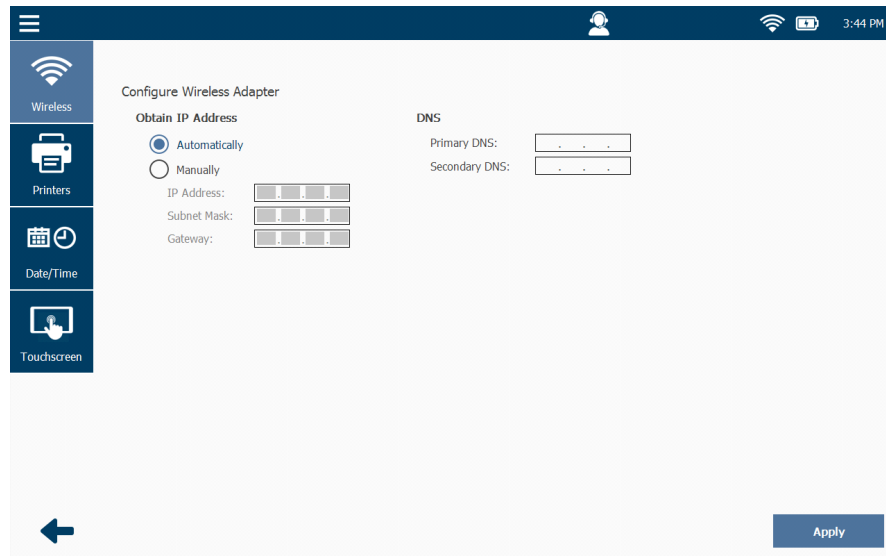 3:44 PM
Wireless
Printers
Date/Time
Touchscreen
Configure Wireless Adapter
Obtain IP Address
Automatically
Manually
IP Address:
Subnet Mask:
Gateway:
DNS
Primary DNS:
Secondary DNS:
Apply